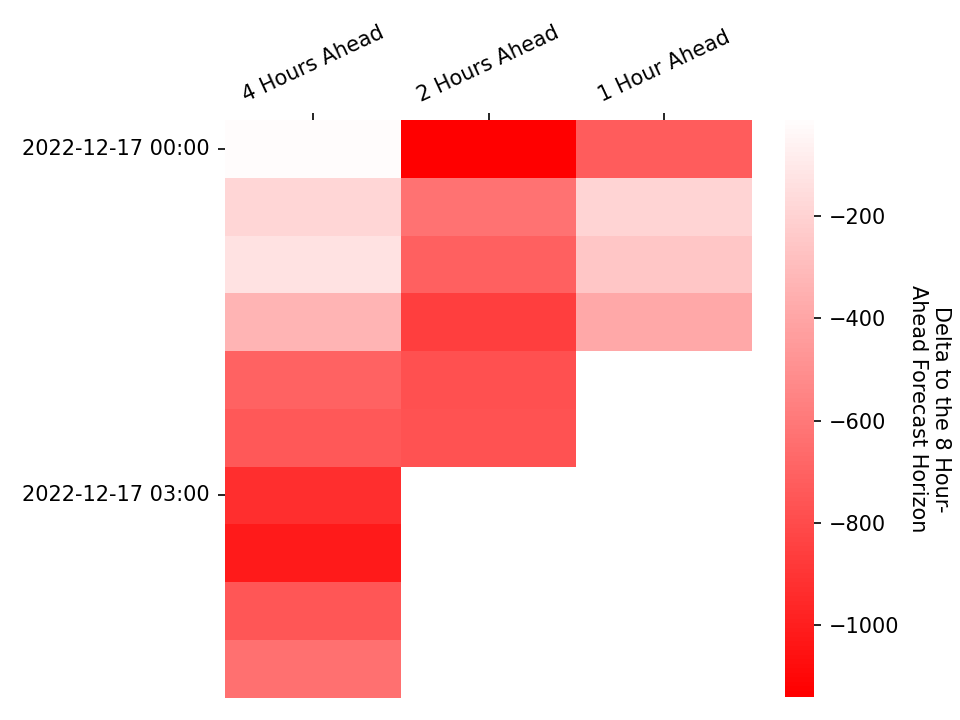 4 Hours Ahead
2 Hours Ahead
1 Hour Ahead
2022-12-17 00:00
2022-12-17 03:00
−200
−400
−600
−800
−1000
Delta to the 8 Hour-
Ahead Forecast Horizon